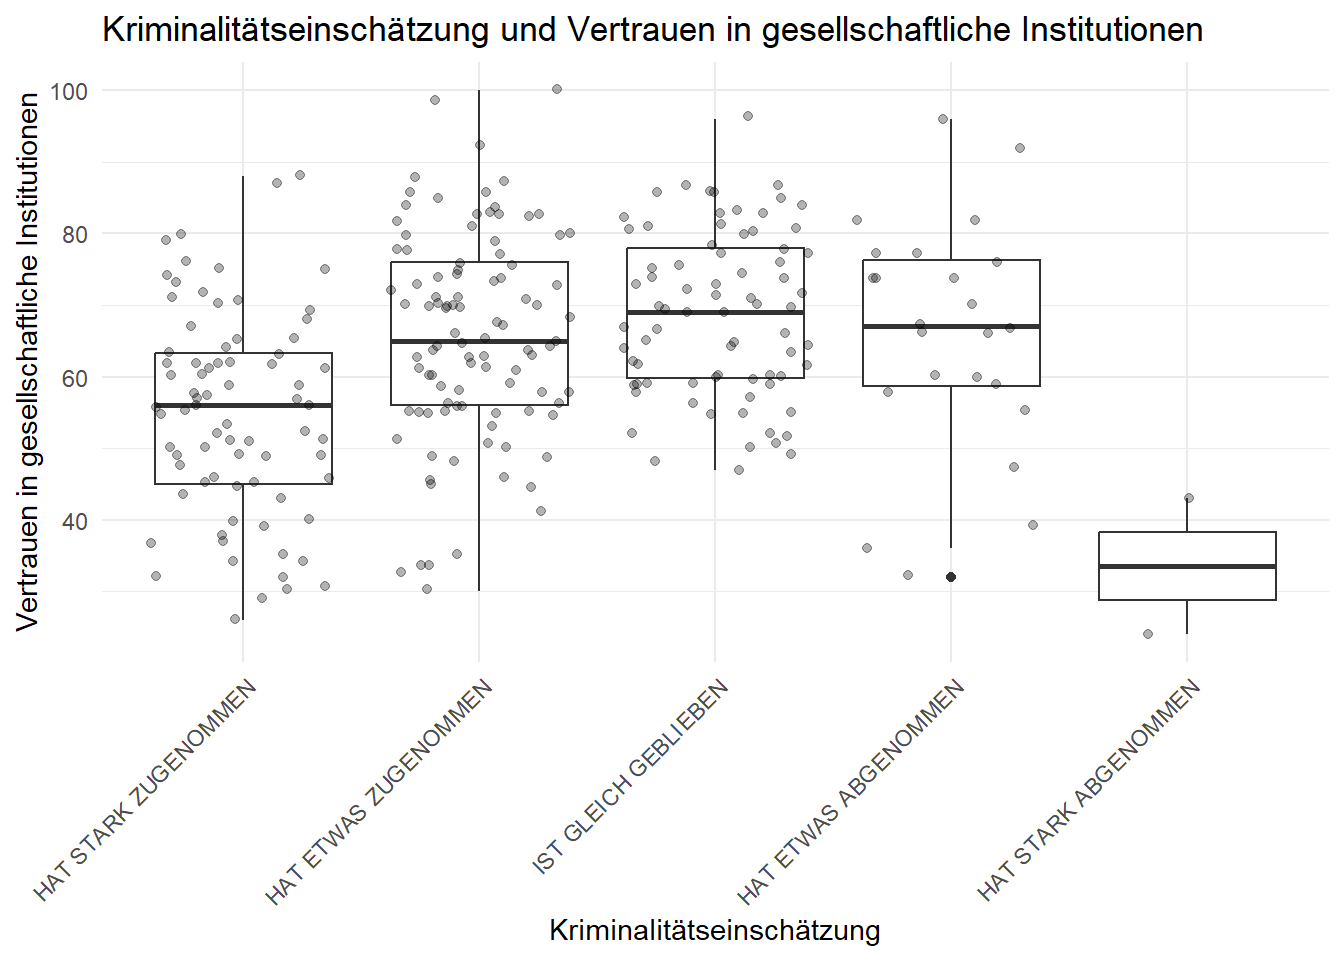 Kriminalitätseinschätzung und Vertrauen in gesellschaftliche Institutionen
Vertrauen in gesellschaftliche Institutionen
100
80
60
40
HAT STARK ZUGENOMMEN
HAT ETWAS ZUGENOMMEN
IST GLEICH GEBLIEBEN
HAT ETWAS ABGENOMMEN
HAT STARK ABGENOMMEN
Kriminalitätseinschätzung